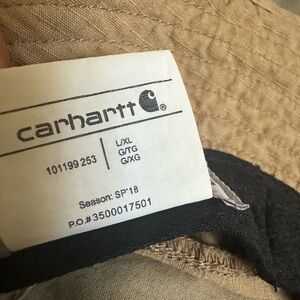 carhartt ®
101199 253
L/XL
G/TG
G/XG
Season: SP'18
P.O.#3500017501